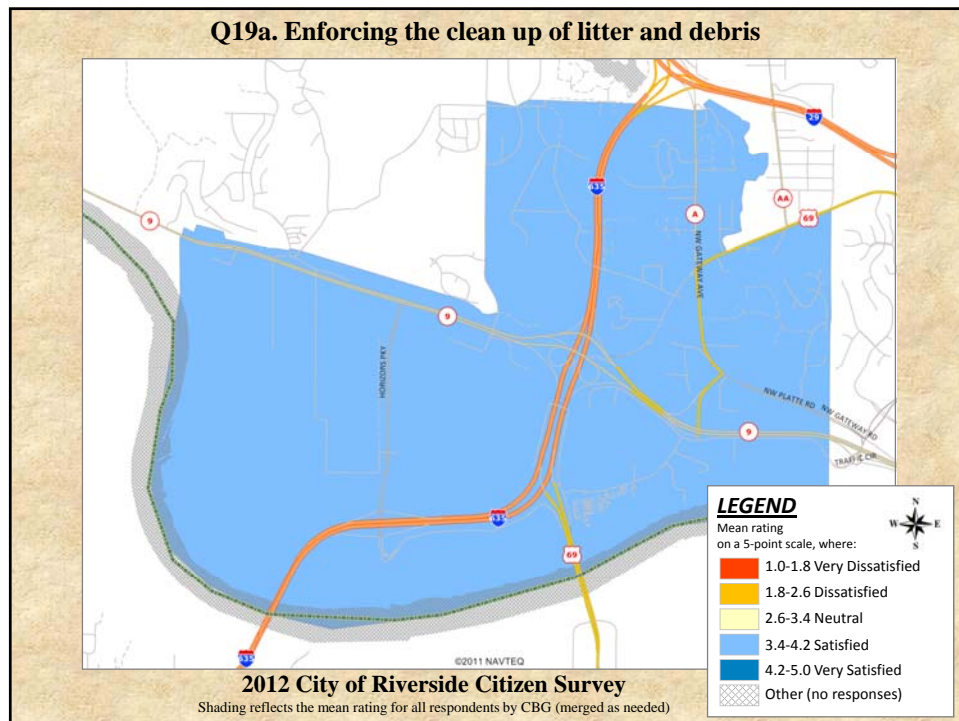 Q19a. Enforcing the clean up of litter and debris
29
635
A
AA
69
9
NW GATEWAY AVE
9
HORIZONS PKY
NW PLATTE RD
NW GATEWAY RD
9
TRAFFIC CIR
635
69
635
©2011 NAVTEQ
LEGEND
Mean rating
on a 5-point scale, where:
N
W E
S
1.0-1.8 Very Dissatisfied
1.8-2.6 Dissatisfied
2.6-3.4 Neutral
3.4-4.2 Satisfied
4.2-5.0 Very Satisfied
Other (no responses)
2012 City of Riverside Citizen Survey
Shading reflects the mean rating for all respondents by CBG (merged as needed)